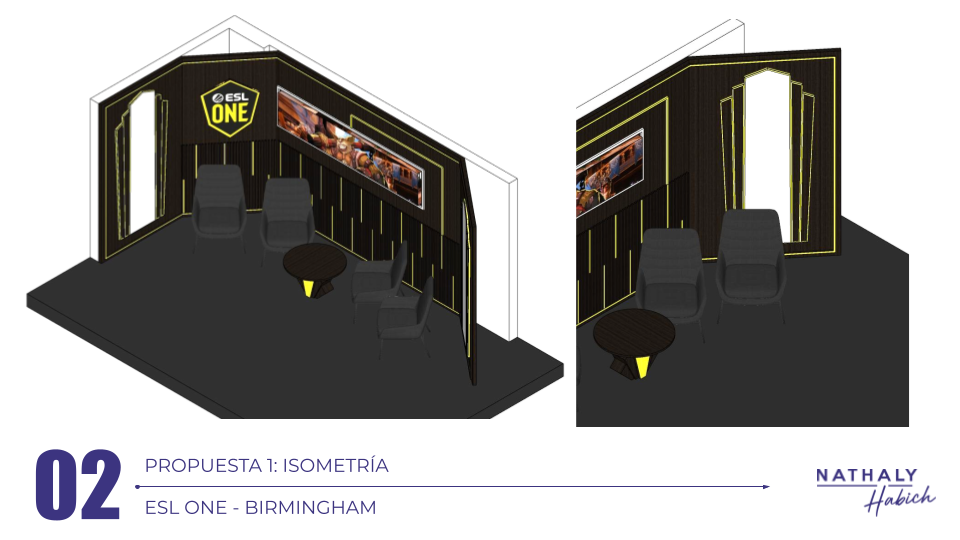 ESL
ONE
02
PROPUESTA 1: ISOMETRÍA
ESL ONE - BIRMINGHAM
NATHALY
Habich